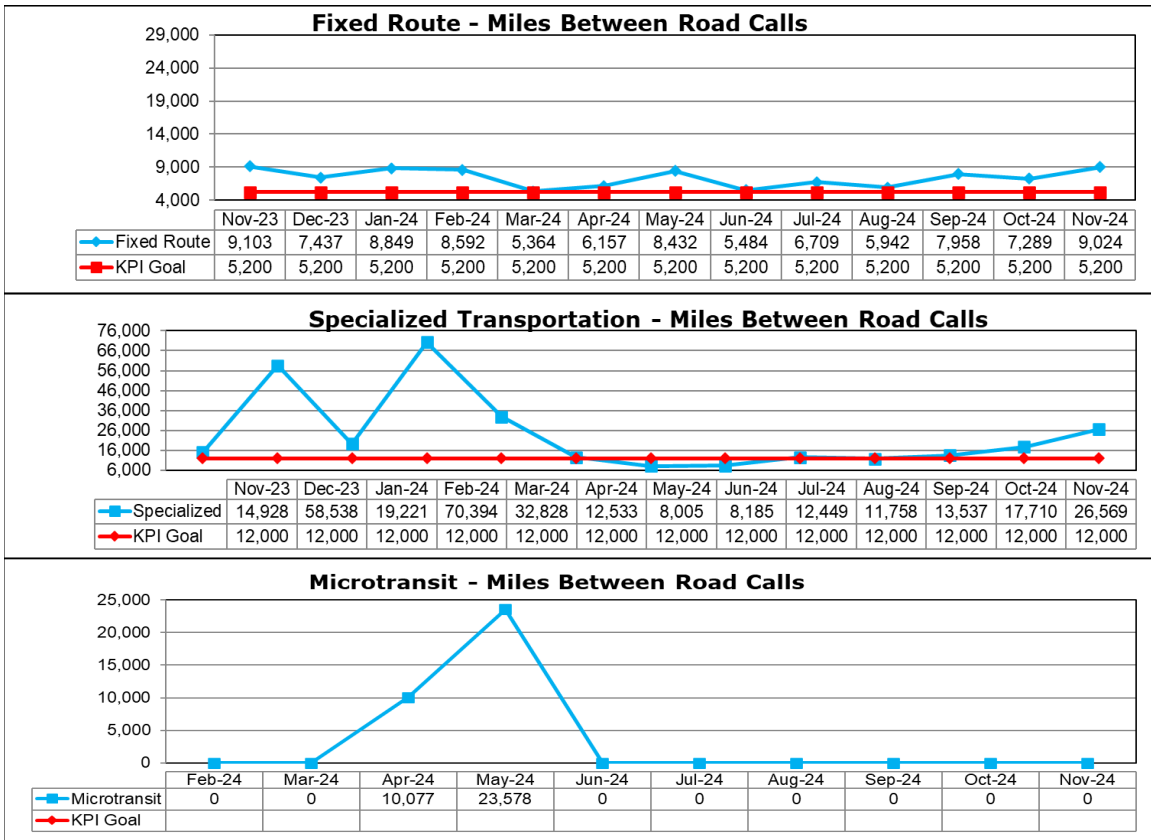 Fixed Route - Miles Between Road Calls
29,000
24,000
19,000
14,000
9,000
4,000
Nov-23 Dec-23 Jan-24 Feb-24 Mar-24 Apr-24 May-24 Jun-24 Jul-24 Aug-24 Sep-24 Oct-24 Nov-24
Fixed Route 9,103 7,437 8,849 8,592 5,364 6,157 8,432 5,484 6,709 5,942 7,958 7,289 9,024
KPI Goal 5,200 5,200 5,200 5,200 5,200 5,200 5,200 5,200 5,200 5,200 5,200 5,200 5,200
Specialized Transportation - Miles Between Road Calls
76,000
66,000
56,000
46,000
36,000
26,000
16,000
6,000
Nov-23 Dec-23 Jan-24 Feb-24 Mar-24 Apr-24 May-24 Jun-24 Jul-24 Aug-24 Sep-24 Oct-24 Nov-24
Specialized 14,928 58,538 19,221 70,394 32,828 12,533 8,005 8,185 12,449 11,758 13,537 17,710 26,569
KPI Goal 12,000 12,000 12,000 12,000 12,000 12,000 12,000 12,000 12,000 12,000 12,000 12,000 12,000
Microtransit - Miles Between Road Calls
25,000
20,000
15,000
10,000
5,000
0
Feb-24 Mar-24 Apr-24 May-24 Jun-24 Jul-24 Aug-24 Sep-24 Oct-24 Nov-24
Microtransit 0 0 10,077 23,578 0 0 0 0 0 0
KPI Goal